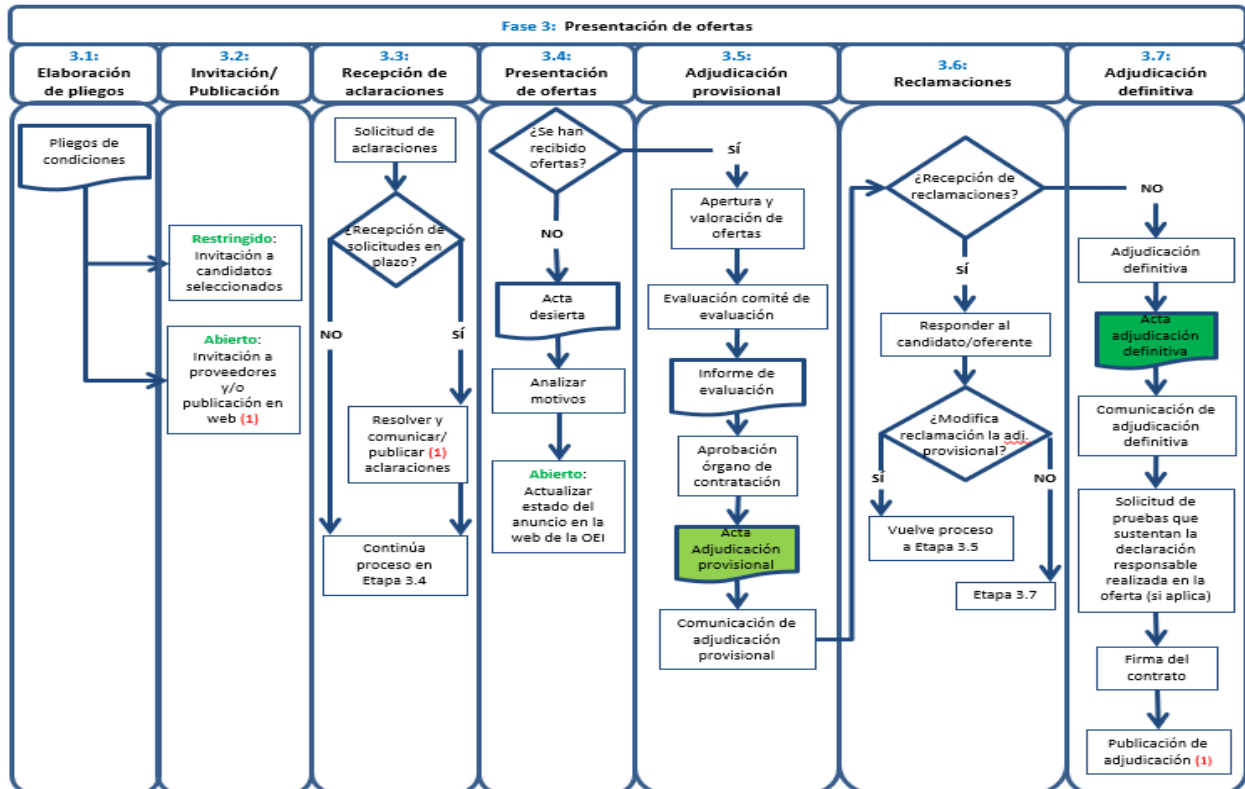 Fase 3: Presentación de ofertas
3.1:
Elaboración
de pliegos
3.2:
Invitación/
Publicación
3.3:
Recepción de
aclaraciones
3.4:
Presentación
de ofertas
3.5:
Adjudicación
provisional
3.6:
Reclamaciones
3.7:
Adjudicación
definitiva
Pliegos de
condiciones
Restringido:
Invitación a
candidatos
seleccionados
Abierto:
Invitación a
proveedores
y/o
publicación en
web (1)
Solicitud de
aclaraciones
¿Recepción de
solicitudes en
plazo?
NO
SÍ
Resolver y
comunicar/
publicar (1)
aclaraciones
Continúa
proceso en
Etapa 3.4
¿Se han
recibido
ofertas?
NO
Acta
desierta
Analizar
motivos
Abierto:
Actualizar
estado del
anuncio en la
web de la OEI
SÍ
Apertura y
valoración de
ofertas
Evaluación comité de
evaluación
Informe de
evaluación
Aprobación
órgano de
contratación
Acta
Adjudicación
provisional
Comunicación de
adjudicación
provisional
¿Recepción de
reclamaciones?
SÍ
Responder al
candidato/oferente
¿Modifica
reclamación la adj.
provisional?
SÍ
NO
Vuelve proceso
a Etapa 3.5
Etapa 3.7
NO
Adjudicación
definitiva
Acta
adjudicación
definitiva
Comunicación de
adjudicación
definitiva
Solicitud de
pruebas que
sustentan la
declaración
responsable
realizada en la
oferta (si aplica)
Firma del
contrato
Publicación de
adjudicación (1)